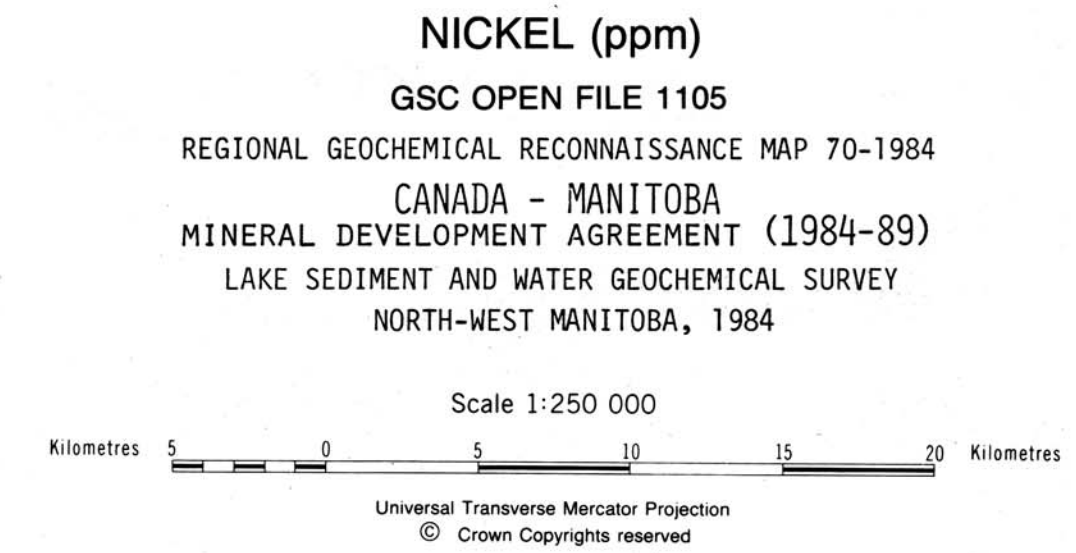 NICKEL (ppm)
GSC OPEN FILE 1105
REGIONAL GEOCHEMICAL RECONNAISSANCE MAP 70-1984
CANADA - MANITOBA
MINERAL DEVELOPMENT AGREEMENT (1984-89)
LAKE SEDIMENT AND WATER GEOCHEMICAL SURVEY
NORTH-WEST MANITOBA, 1984
Scale 1:250 000
Kilometres 5 0 5 10 15 20 Kilometres
Universal Transverse Mercator Projection
© Crown Copyrights reserved